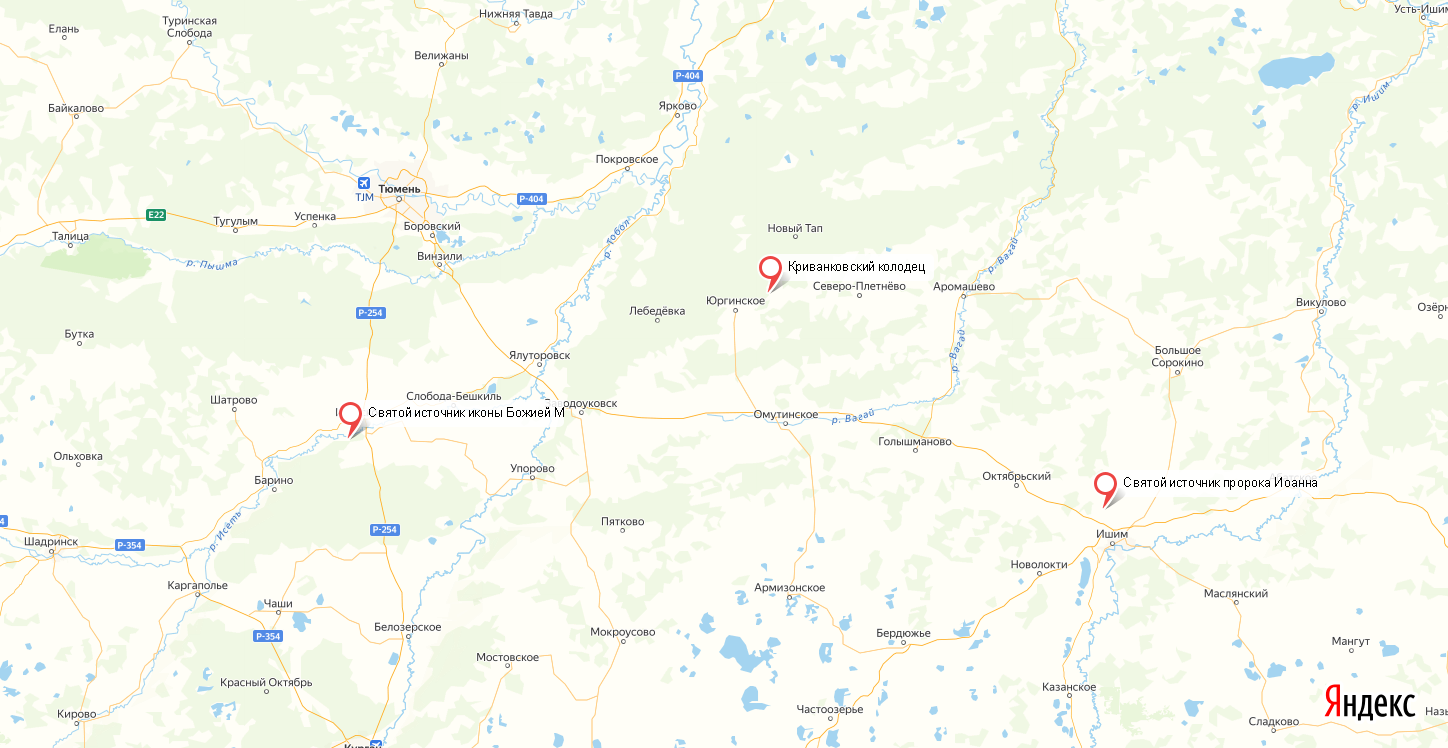 Нижняя Тавда
Усть-Ишим
Туринская
Слобода
Елань
Велижаны
Р-404
Байкалово
Ярково
р. Ишим
Покровское
Тюмень
TJM
Р-404
E22
Тугулым
Успенка
Боровский
Новый Тап
Талица
р. Тобол
Винзили
р. Пышма
р. Вагай
Криванковский колодец
Северо-Плетнёво
Аромашево
Юргинское
Викулово
Лебедёвка
Озёрн
Р-254
Бутка
Ялуторовск
р. Вагай
Большое
Сорокино
Шатрово
Слобода-Бешкиль
Святой источник иконы Божией М
Омутинское
р. Вагай
Голышманово
Ольховка
Упорово
Барино
Октябрьский
Святой источник пророка Иоанна
Пятково
р. Исеть
Р-254
Шадринск
Р-354
Ишим
Новолокти
Каргаполье
Армизонское
Маслянский
Чаши
Белозерское
Мокроусово
Бердюжье
Р-354
Мангут
Мостовское
Красный Октябрь
Казанское
Частоозерье
Кирово
Сладково
Назы
Яндекс